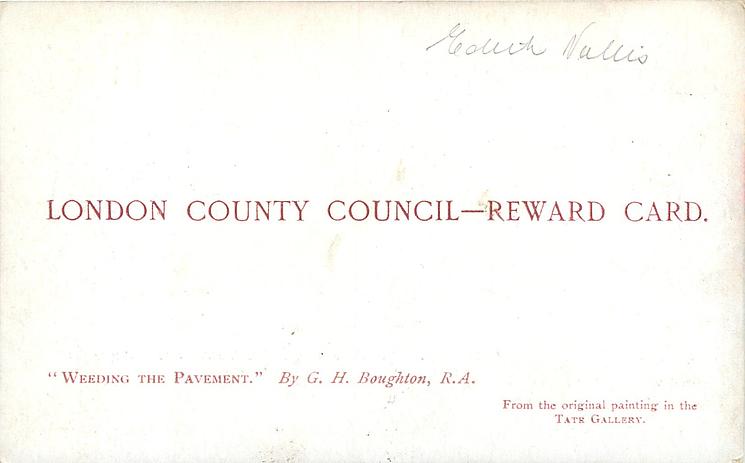 Edith Vallis
LONDON COUNTY COUNCIL—REWARD CARD.
"WEEDING THE PAVEMENT." By G. H. Boughton, R.A.
From the original painting in the
TATE GALLERY.